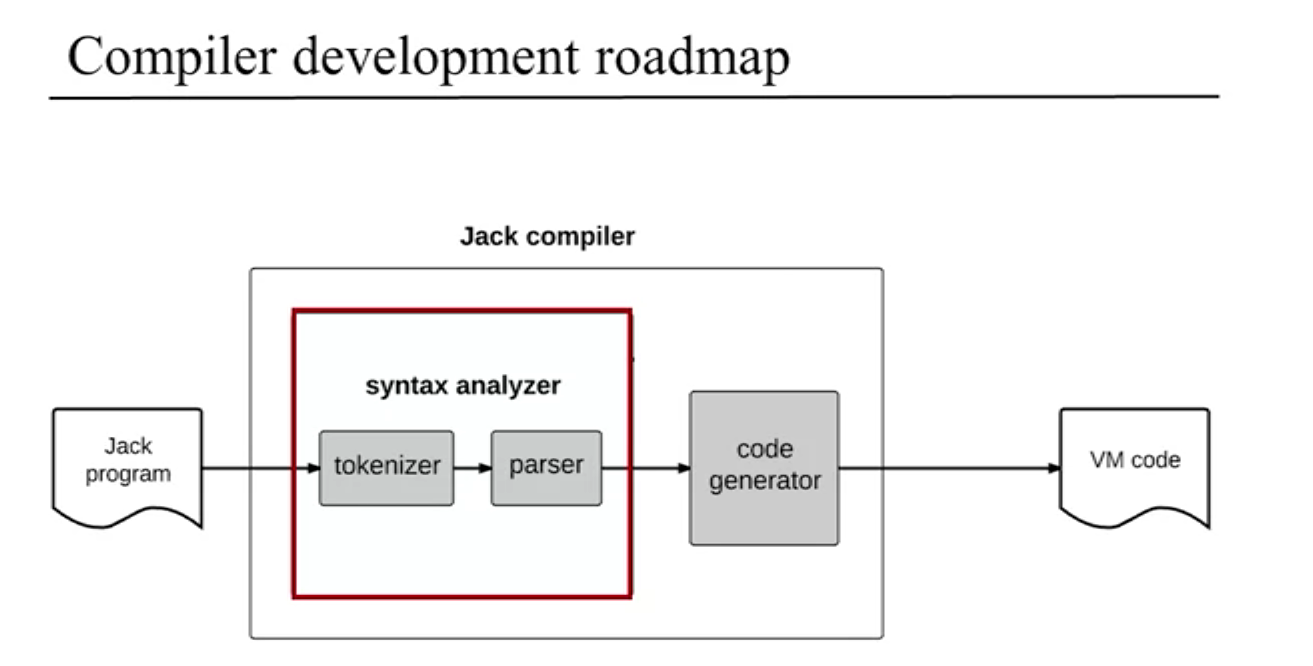 Compiler development roadmap
Jack compiler
syntax analyzer
Jack
program
tokenizer
parser
code
generator
VM code